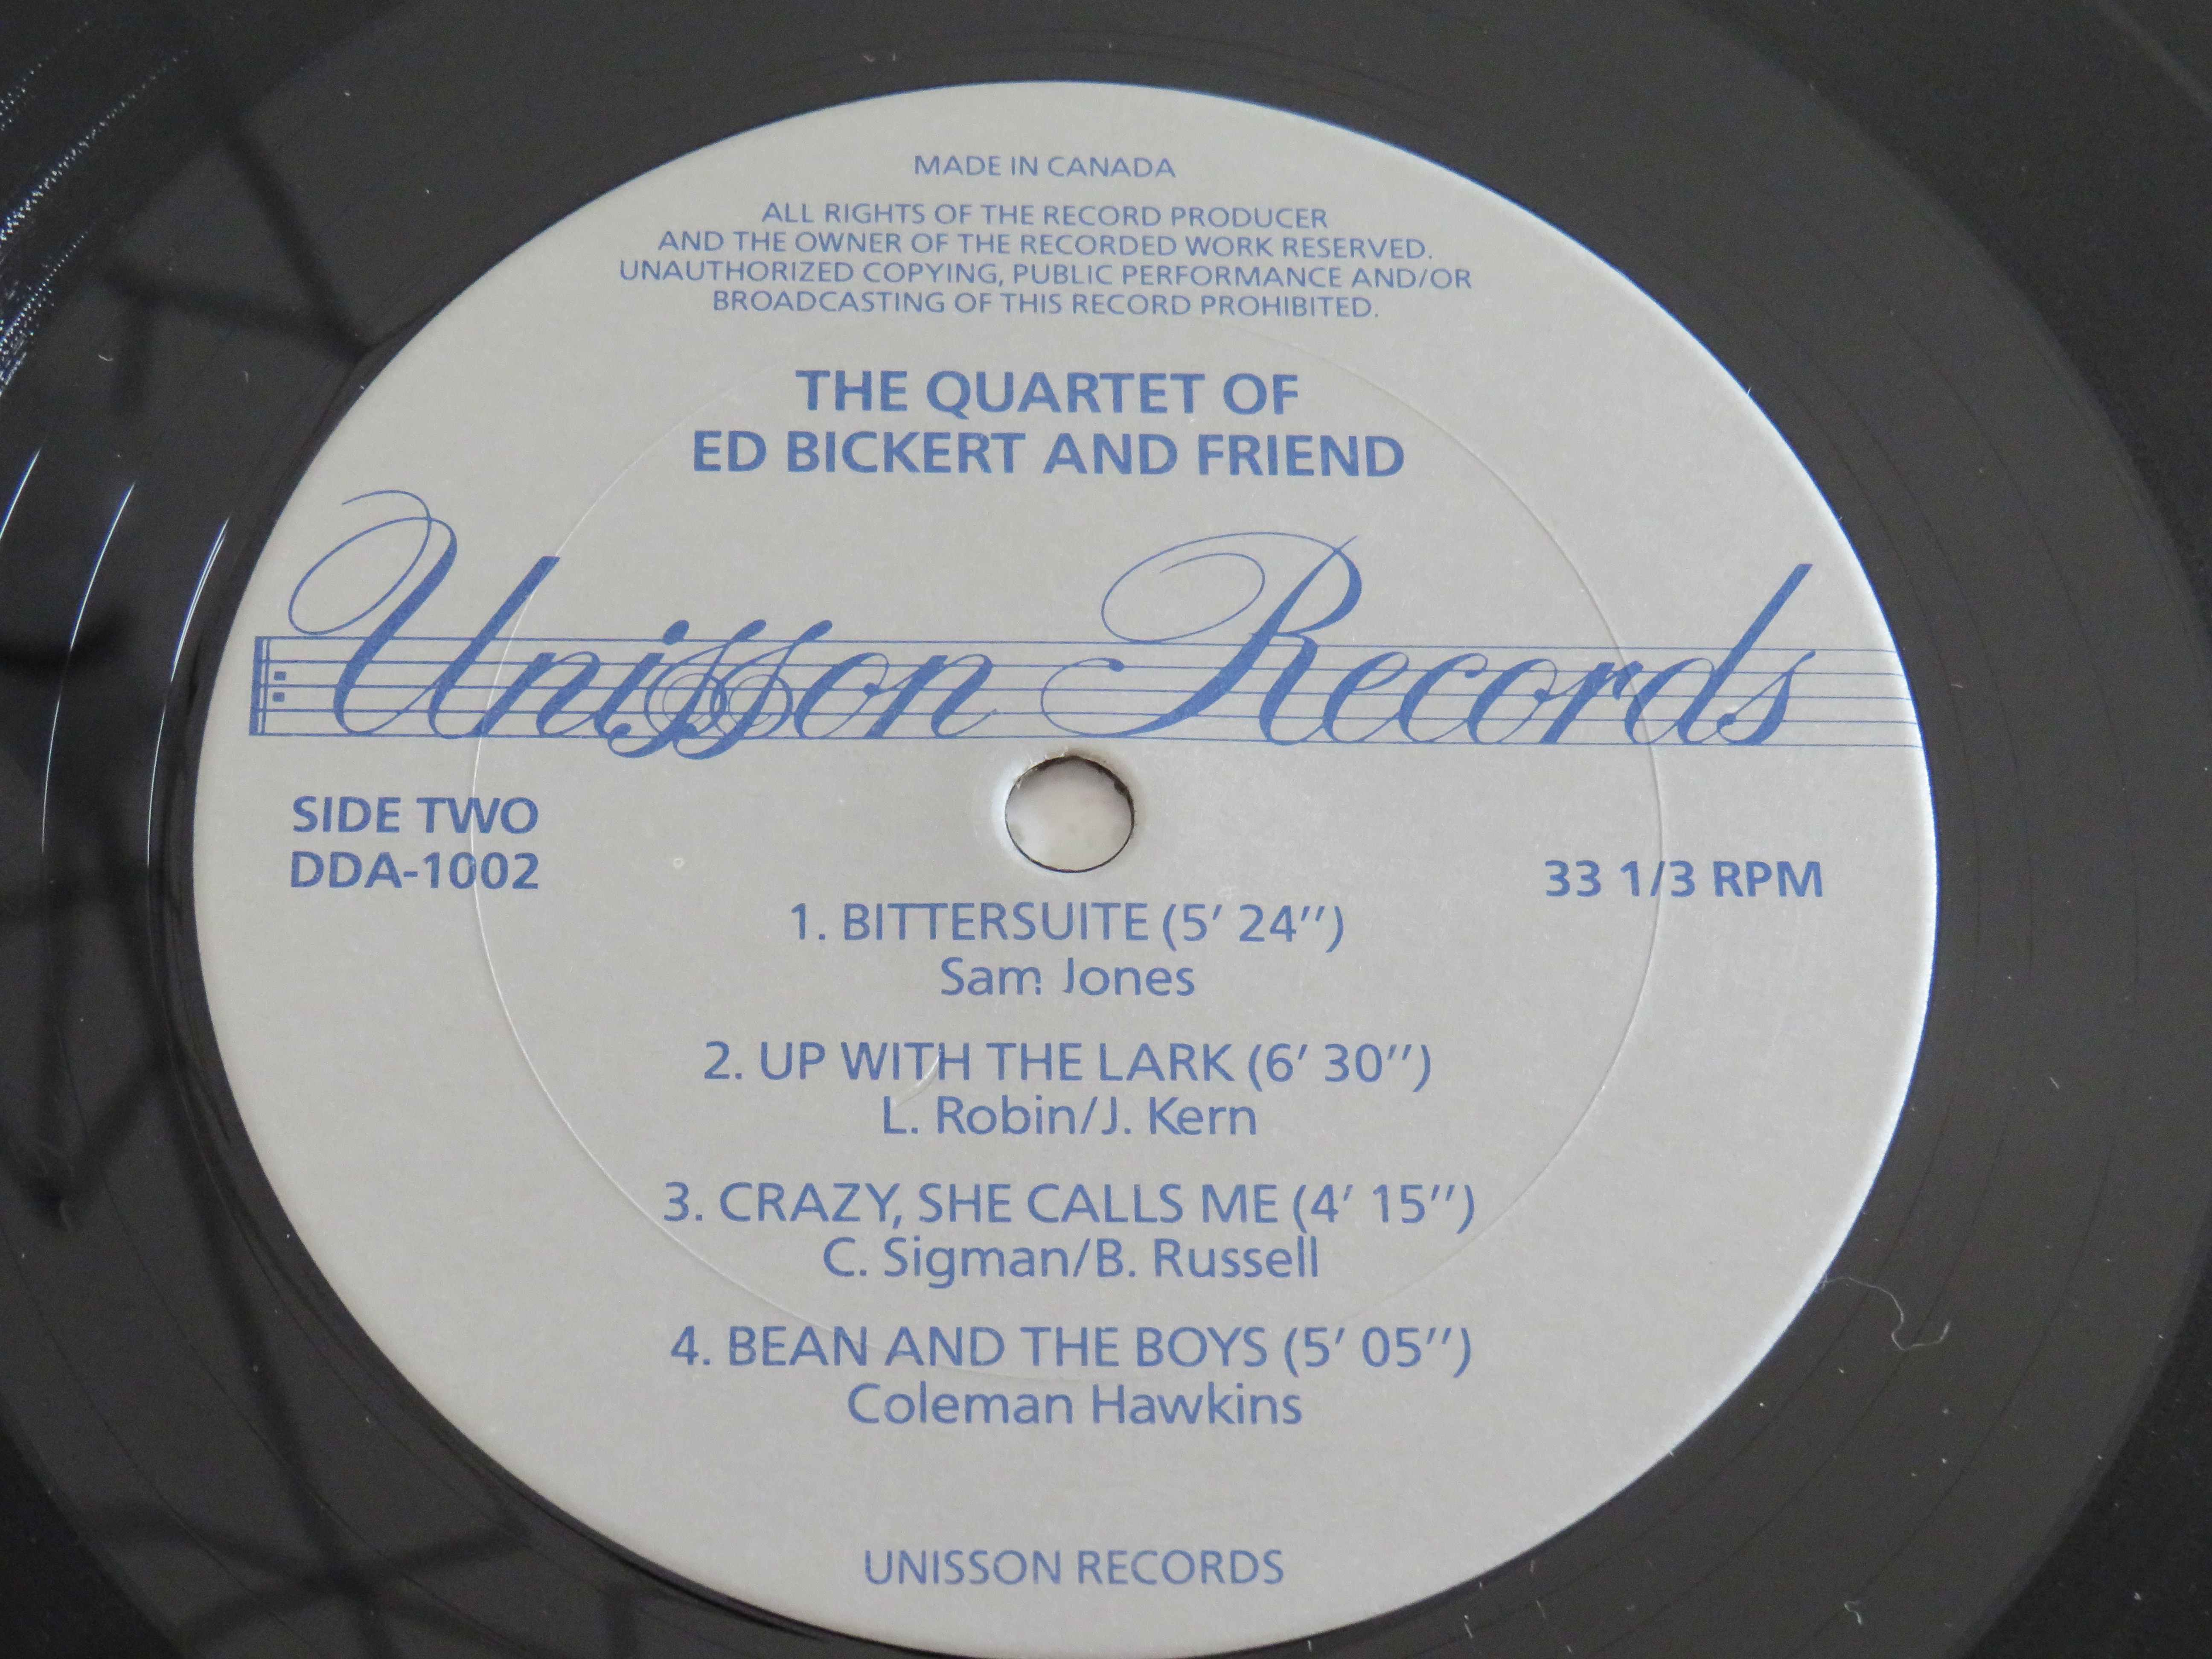 MADE IN CANADA
ALL RIGHTS OF THE RECORD PRODUCER
AND THE OWNER OF THE RECORDED WORK RESERVED.
UNAUTHORIZED COPYING, PUBLIC PERFORMANCE AND/OR
BROADCASTING OF THIS RECORD PROHIBITED.
THE QUARTET OF
ED BICKERT AND FRIEND
Unisson Records
SIDE TWO
DDA-1002
33 1/3 RPM
1. BITTERSUITE (5′ 24″)
Sam Jones
2. UP WITH THE LARK (6′ 30″)
L. Robin/J. Kern
3. CRAZY, SHE CALLS ME (4′ 15″)
C. Sigman/B. Russell
4. BEAN AND THE BOYS (5′ 05″)
Coleman Hawkins
UNISSON RECORDS